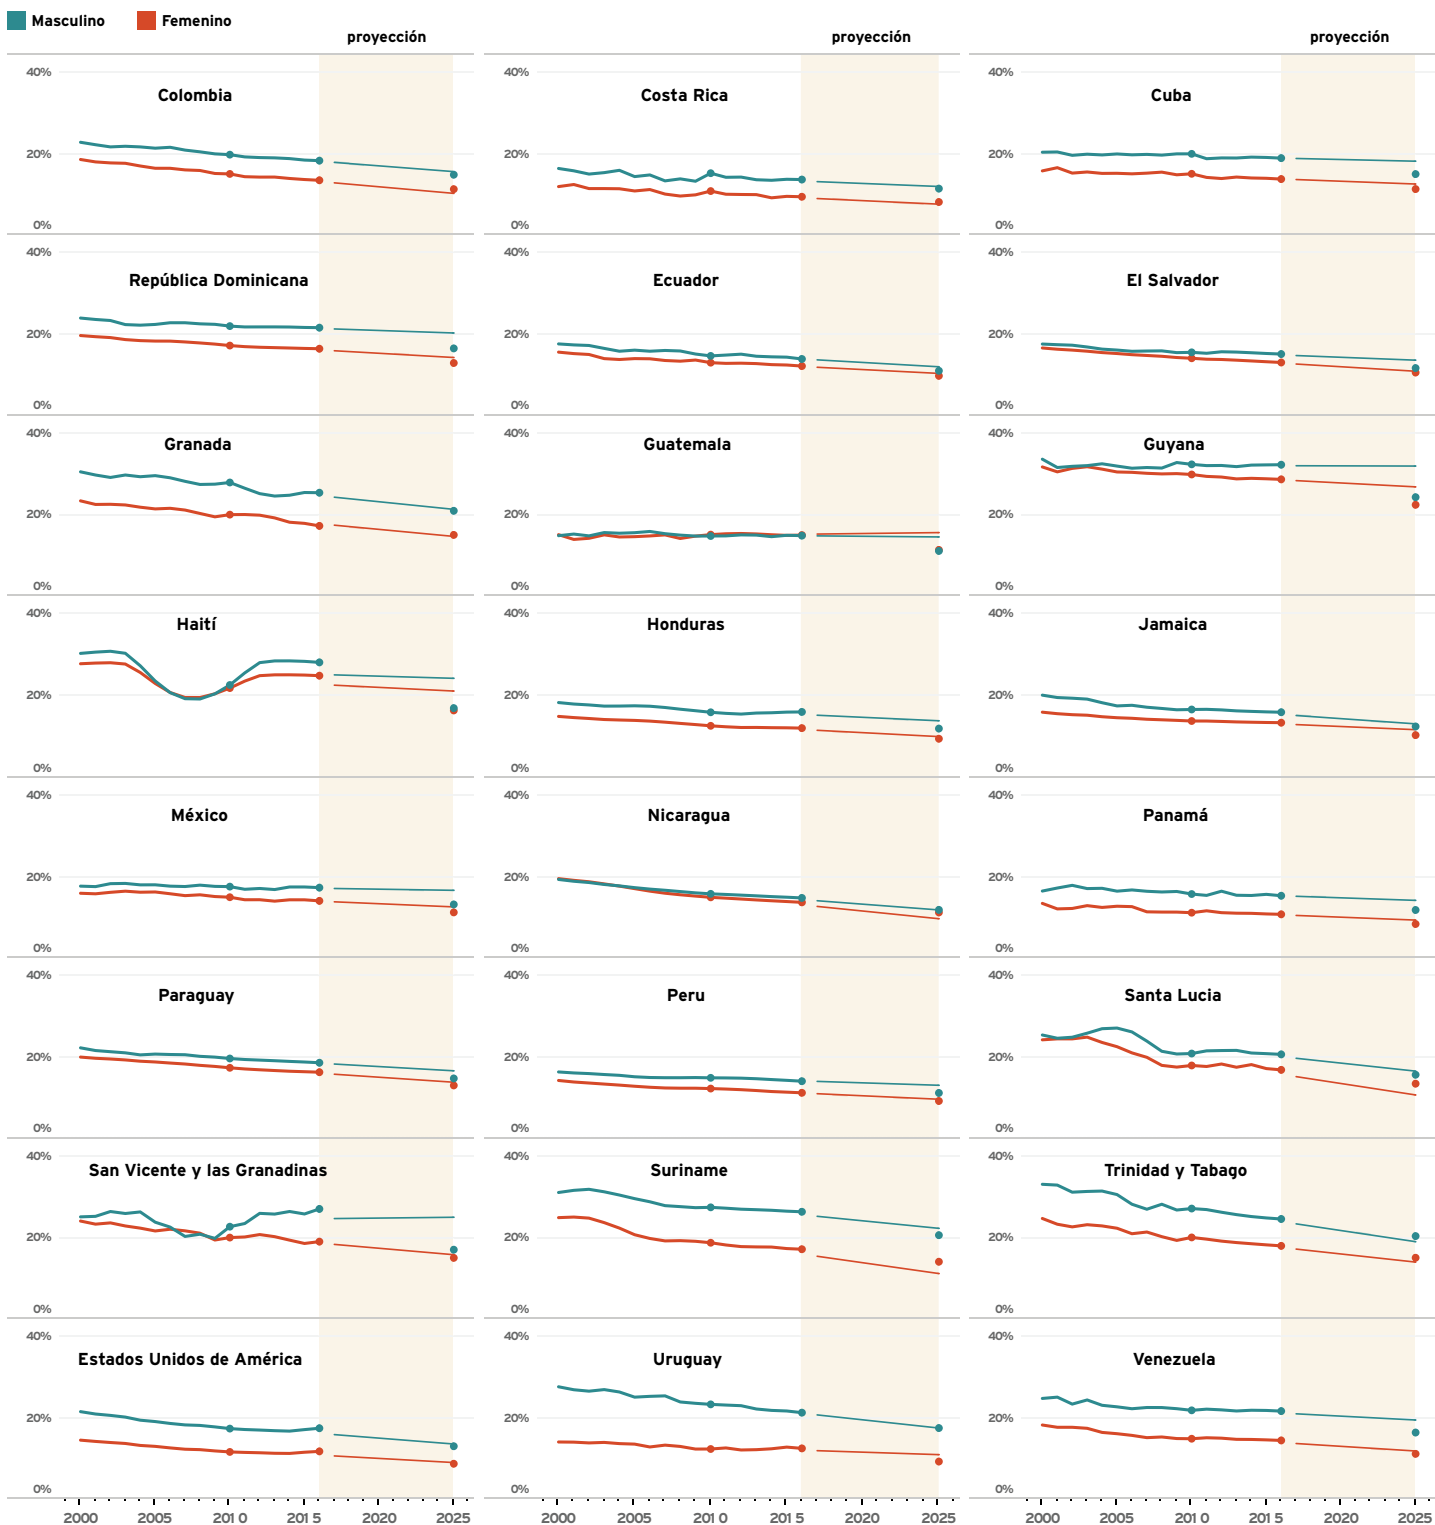 Masculino Femenino
proyección proyección proyección
40% 40% 40%
Colombia Costa Rica Cuba
20% 20% 20%
0% 0% 0%
40% 40% 40%
República Dominicana Ecuador El Salvador
20% 20% 20%
0% 0% 0%
40% 40% 40%
Granada Guatemala Guyana
20% 20% 20%
0% 0% 0%
40% 40% 40%
Haití Honduras Jamaica
20% 20% 20%
0% 0% 0%
40% 40% 40%
México Nicaragua Panamá
20% 20% 20%
0% 0% 0%
40% 40% 40%
Paraguay Peru Santa Lucia
20% 20% 20%
0% 0% 0%
40% 40% 40%
San Vicente y las Granadinas Suriname Trinidad y Tabago
20% 20% 20%
0% 0% 0%
40% 40% 40%
Estados Unidos de América Uruguay Venezuela
20% 20% 20%
0% 0% 0%
2000 2005 2010 2015 2020 2025 2000 2005 2010 2015 2020 2025 2000 2005 2010 2015 2020 2025